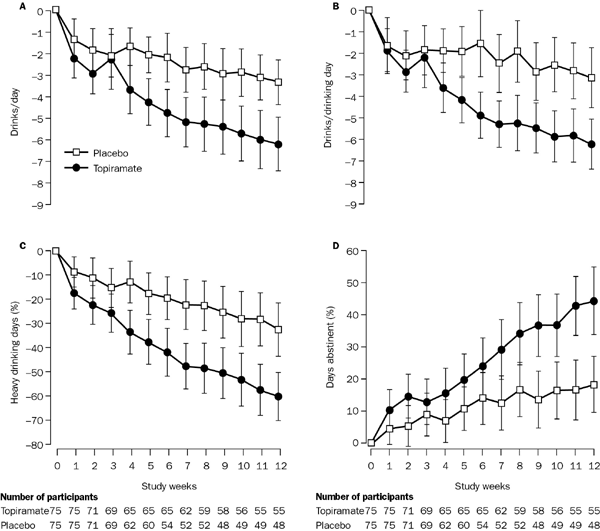 A
0
−1
−2
−3
−4
−5
−6
−7
−8
−9
Drinks/day
Placebo
Topiramate
B
0
−1
−2
−3
−4
−5
−6
−7
−8
−9
Drinks/drinking day
C
0
−10
−20
−30
−40
−50
−60
−70
−80
Heavy drinking days (%)
0 1 2 3 4 5 6 7 8 9 10 11 12
Study weeks
D
60
50
40
30
20
10
0
Days abstinent (%)
0 1 2 3 4 5 6 7 8 9 10 11 12
Study weeks
Number of participants
Topiramate 75 75 71 69 65 65 65 62 59 58 56 55 55
Placebo 75 75 71 69 62 60 54 52 52 48 49 49 48
Number of participants
Topiramate 75 75 71 69 65 65 65 62 59 58 56 55 55
Placebo 75 75 71 69 62 60 54 52 52 48 49 49 48